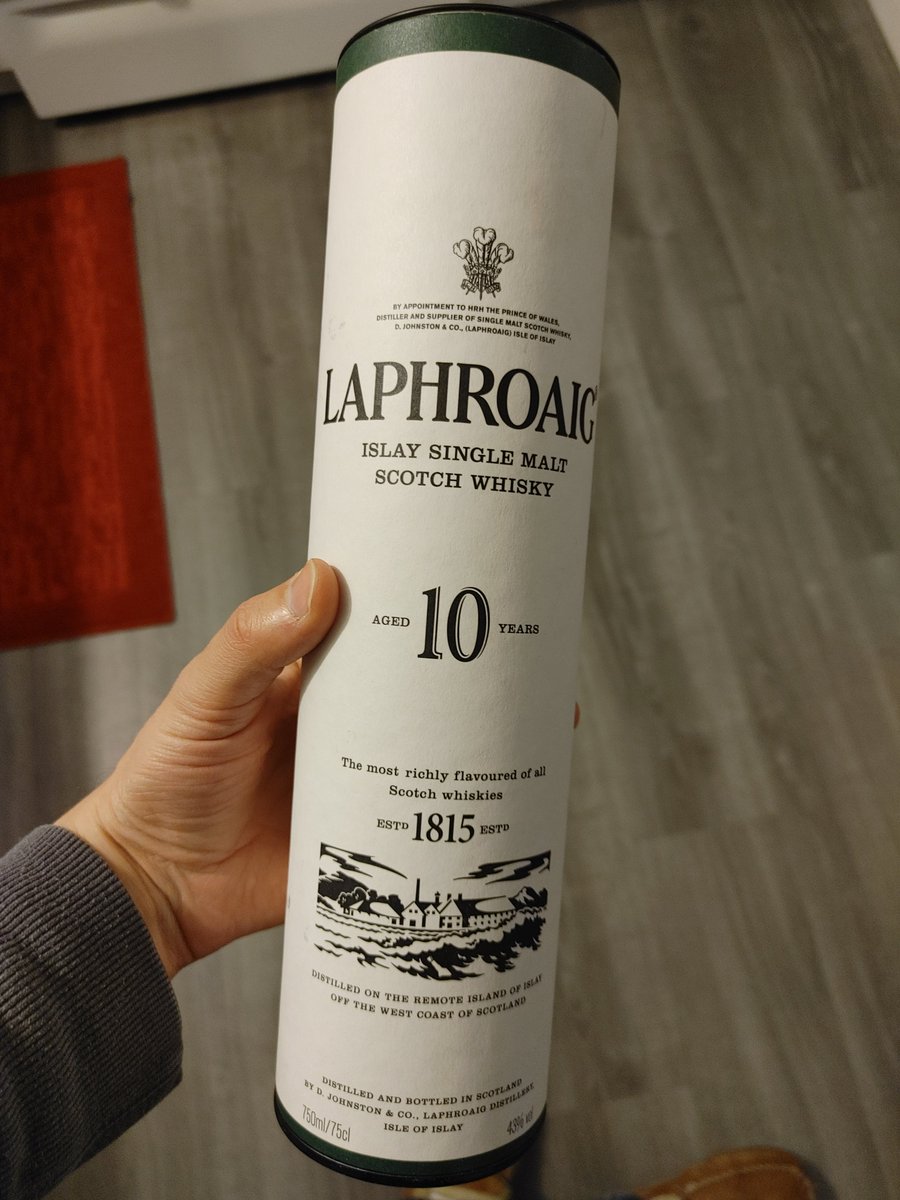 BY APPOINTMENT TO HRH THE PRINCE OF WALES,
DISTILLER AND SUPPLIER OF SINGLE MALT SCOTCH WHISKY,
D. JOHNSTON & CO., (LAPHROAIG) ISLE OF ISLAY
LAPHROAIG®
ISLAY SINGLE MALT
SCOTCH WHISKY
AGED 10 YEARS
The most richly flavoured of all
Scotch whiskies
ESTD 1815 ESTD
DISTILLED ON THE REMOTE ISLAND OF ISLAY
OFF THE WEST COAST OF SCOTLAND
DISTILLED AND BOTTLED IN SCOTLAND
BY D. JOHNSTON & CO., LAPHROAIG DISTILLERY,
ISLE OF ISLAY
750ml/75cl
43% vol